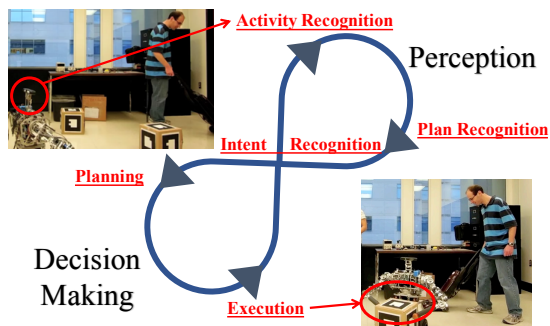 Activity Recognition
Perception
Plan Recognition
Intent Recognition
Planning
Decision
Making
Execution